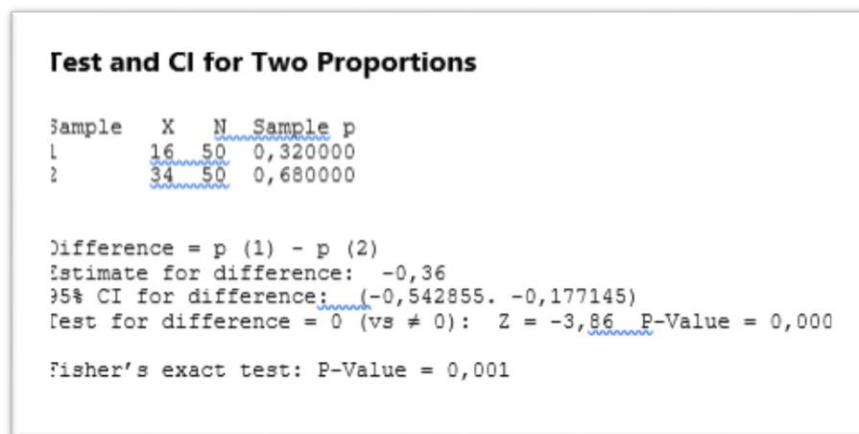 Test and CI for Two Proportions
Sample X N Sample p
1 16 50 0,320000
2 34 50 0,680000
Difference = p (1) - p (2)
Estimate for difference: -0,36
95% CI for difference: (-0,542855. -0,177145)
Test for difference = 0 (vs ≠ 0): Z = -3,86 P-Value = 0,000
Fisher's exact test: P-Value = 0,001